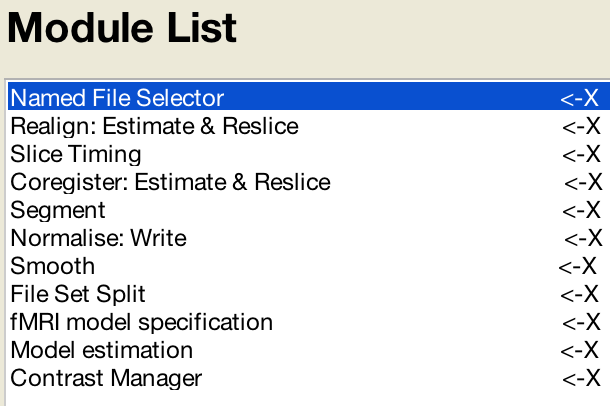 Module List
Named File Selector <-X
Realign: Estimate & Reslice <-X
Slice Timing <-X
Coregister: Estimate & Reslice <-X
Segment <-X
Normalise: Write <-X
Smooth <-X
File Set Split <-X
fMRI model specification <-X
Model estimation <-X
Contrast Manager <-X